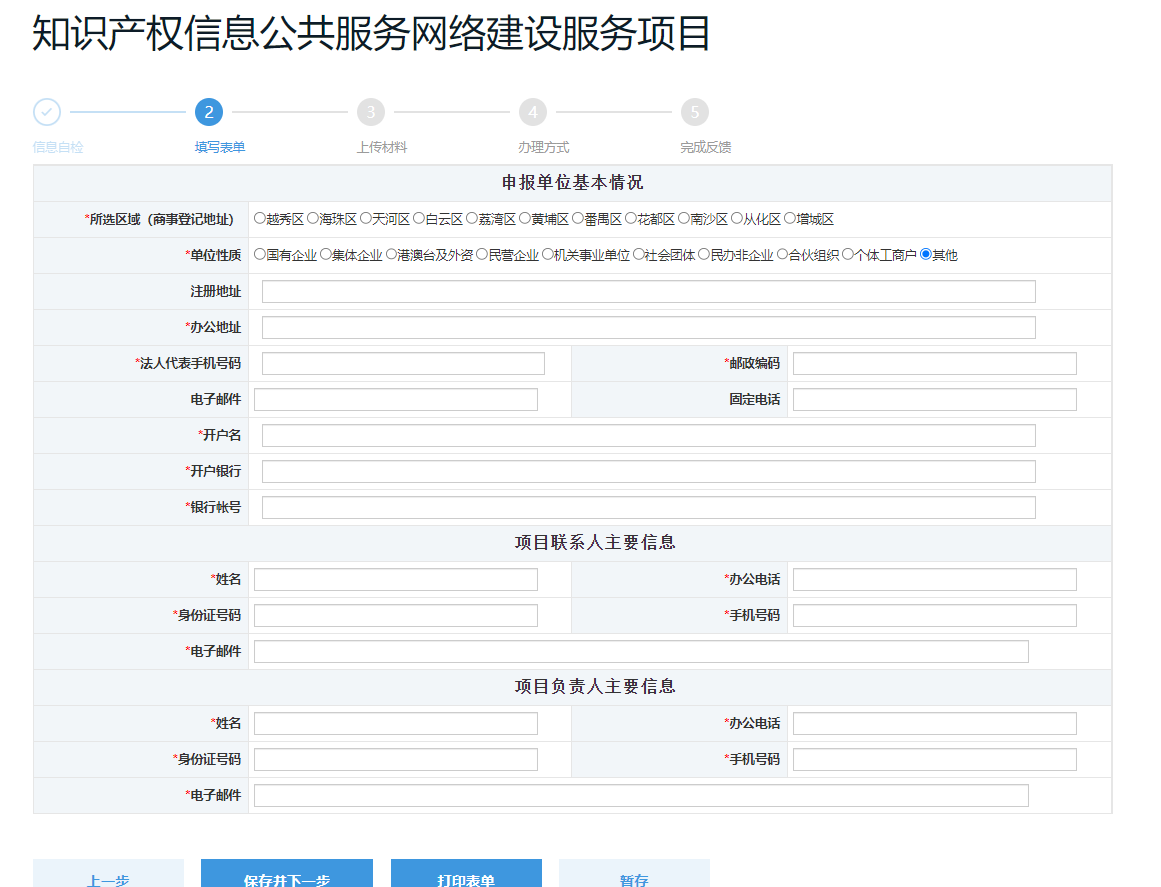 知识产权信息公共服务网络建设服务项目
2 3 4 5
信息自检 填写表单 上传材料 办理方式 完成反馈
申报单位基本情况
*所选区域（商事登记地址） 越秀区 海珠区 天河区 白云区 荔湾区 黄埔区 番禺区 花都区 南沙区 从化区 增城区
*单位性质 国有企业 集体企业 港澳台及外资 民营企业 机关事业单位 社会团体 民办非企业 合伙组织 个体工商户 其他
注册地址
*办公地址
*法人代表手机号码 *邮政编码
电子邮件 固定电话
*开户名
*开户银行
*银行帐号
项目联系人主要信息
*姓名 *办公电话
*身份证号码 *手机号码
*电子邮件
项目负责人主要信息
*姓名 *办公电话
*身份证号码 *手机号码
*电子邮件
上一步 保存并下一步 打印表单 暂存